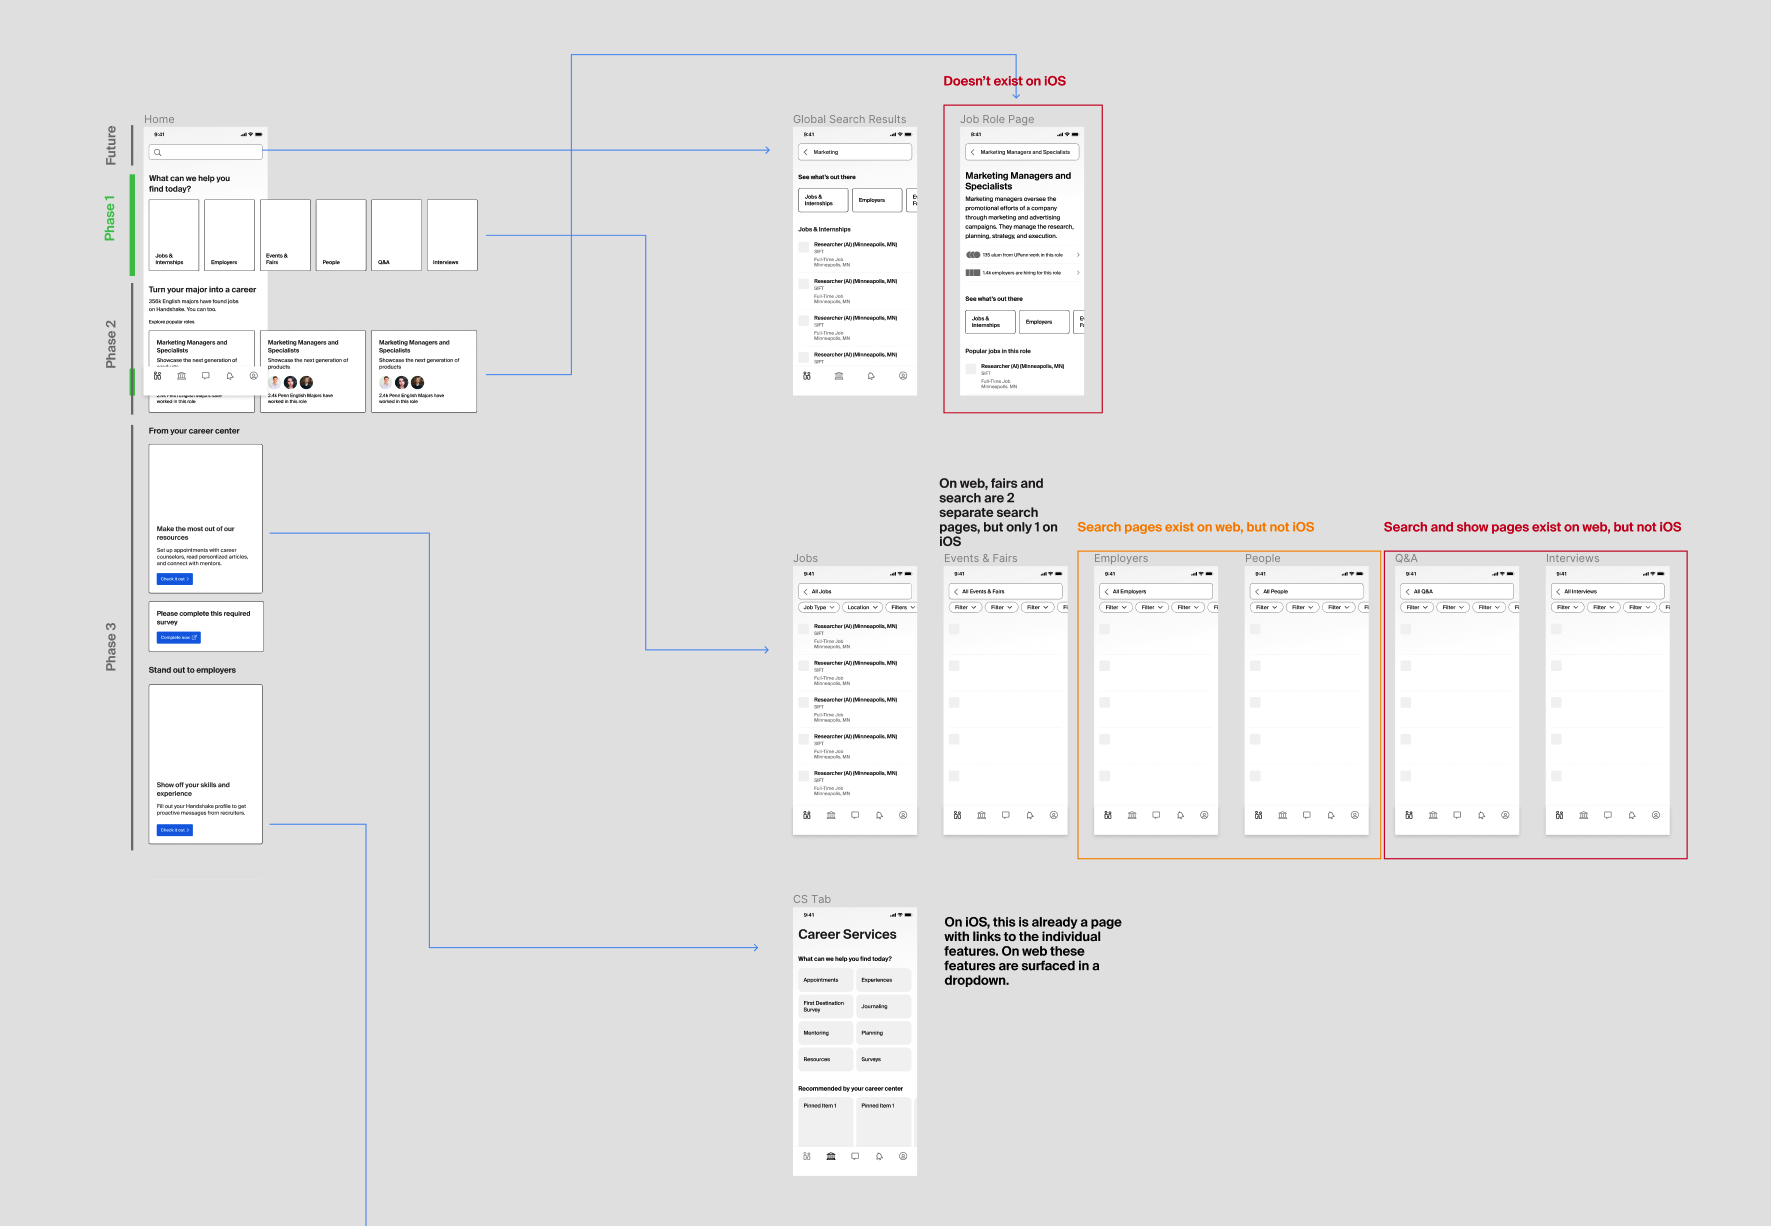 Doesn't exist on iOS
Future
Phase 1
Phase 2
Phase 3
Home
9:41
What can we help you
find today?
Jobs &
Internships
Employers
Events &
Fairs
People
Q&A
Interviews
Turn your major into a career
356k English majors have found jobs
on Handshake. You can too.
Explore popular roles
Marketing Managers and
Specialists
Showcase the next generation of
products
2.4k Penn English Majors have
worked in this role
Marketing Managers and
Specialists
Showcase the next generation of
products
2.4k Penn English Majors have
worked in this role
Marketing Managers and
Specialists
Showcase the next generation of
products
2.4k Penn English Majors have
worked in this role
From your career center
Make the most out of our
resources
Set up appointments with career
counselors, read personlized articles,
and connect with mentors.
Check it out
Please complete this required
survey
Complete now
Stand out to employers
Show off your skills and
experience
Fill out your Handshake profile to get
proactive messages from recruiters.
Check it out
Global Search Results
9:41
Marketing
See what's out there
Jobs &
Internships
Employers
Jobs & Internships
Researcher (AI) (Minneapolis, MN)
SIFT
Full-Time Job
Minneapolis, MN
Researcher (AI) (Minneapolis, MN)
SIFT
Full-Time Job
Minneapolis, MN
Researcher (AI) (Minneapolis, MN)
SIFT
Full-Time Job
Minneapolis, MN
Researcher (AI) (Minneapolis, MN)
SIFT
Job Role Page
9:41
Marketing Managers and Specialists
Marketing Managers and
Specialists
Marketing managers oversee the
promotional efforts of a company
through marketing and advertising
campaigns. They manage the research,
planning, strategy, and execution.
135 alum from UPenn work in this role
1.4k employers are hiring for this role
See what's out there
Jobs &
Internships
Employers
Popular jobs in this role
Researcher (AI) (Minneapolis, MN)
SIFT
Full-Time Job
Minneapolis, MN
On web, fairs and
search are 2
separate search
pages, but only 1 on
iOS
Search pages exist on web, but not iOS
Search and show pages exist on web, but not iOS
Jobs
9:41
All Jobs
Job Type
Location
Filters
Researcher (AI) (Minneapolis, MN)
SIFT
Full-Time Job
Minneapolis, MN
Researcher (AI) (Minneapolis, MN)
SIFT
Full-Time Job
Minneapolis, MN
Researcher (AI) (Minneapolis, MN)
SIFT
Full-Time Job
Minneapolis, MN
Researcher (AI) (Minneapolis, MN)
SIFT
Full-Time Job
Minneapolis, MN
Researcher (AI) (Minneapolis, MN)
SIFT
Full-Time Job
Minneapolis, MN
Events & Fairs
9:41
All Events & Fairs
Filter
Filter
Filter
Fi
Employers
9:41
All Employers
Filter
Filter
Filter
Fi
People
9:41
All People
Filter
Filter
Filter
Fi
Q&A
9:41
All Q&A
Filter
Filter
Filter
Fi
Interviews
9:41
All Interviews
Filter
Filter
Filter
Fi
CS Tab
9:41
Career Services
What can we help you find today?
Appointments
Experiences
First Destination
Survey
Journaling
Mentoring
Planning
Resources
Surveys
Recommended by your career center
Pinned Item 1
Pinned Item 1
On iOS, this is already a page
with links to the individual
features. On web these
features are surfaced in a
dropdown.